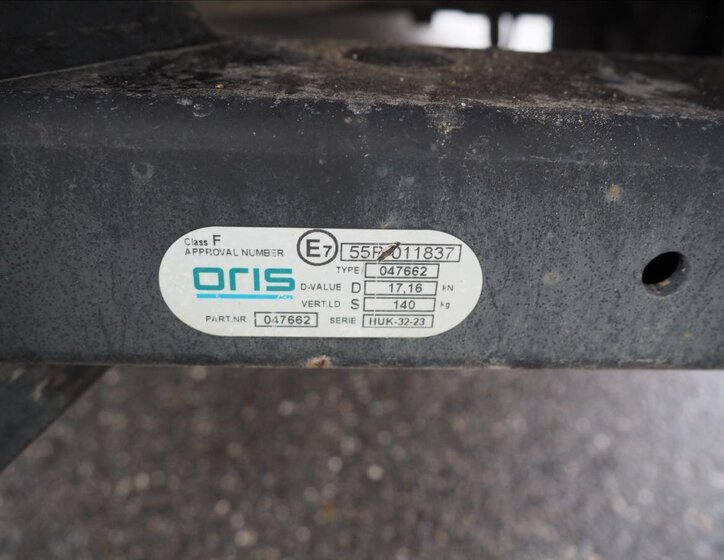 Class F
APPROVAL NUMBER E7 55R-011837
TYPE 047662
ORIS
ACPS
D-VALUE D 17,16 kN
VERT.LD S 140 kg
PART.NR 047662 SERIE HUK-32-23